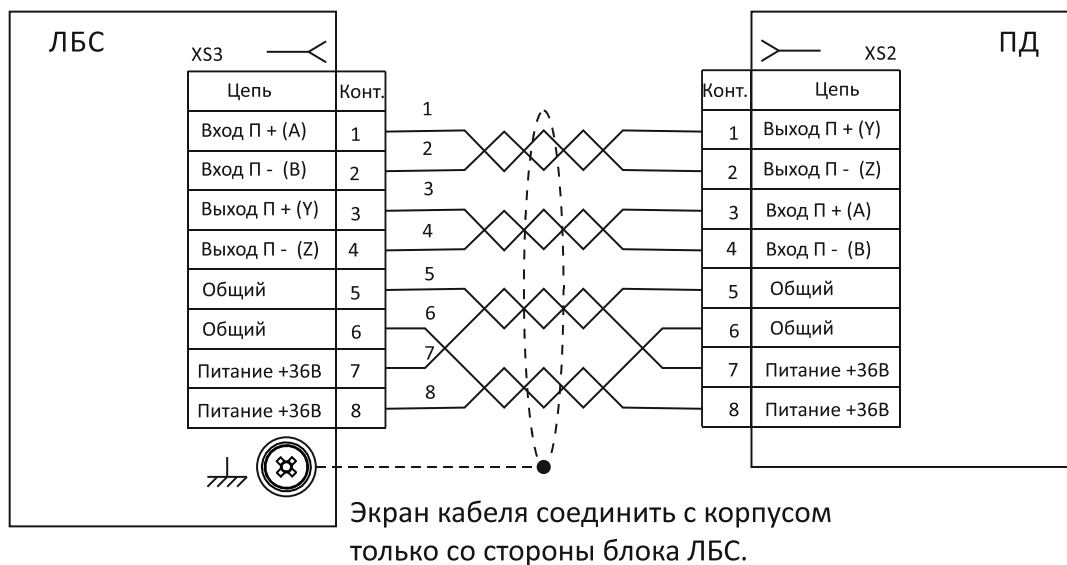 ЛБС
ПД
XS3
XS2
Цепь Конт.
Конт. Цепь
Вход П + (A) 1
1
1 Выход П + (Y)
Вход П - (B) 2
2
2 Выход П - (Z)
Выход П + (Y) 3
3
3 Вход П + (A)
Выход П - (Z) 4
4
4 Вход П - (B)
Общий 5
5
5 Общий
Общий 6
6
6 Общий
Питание +36В 7
7
7 Питание +36В
Питание +36В 8
8
8 Питание +36В
Экран кабеля соединить с корпусом
только со стороны блока ЛБС.